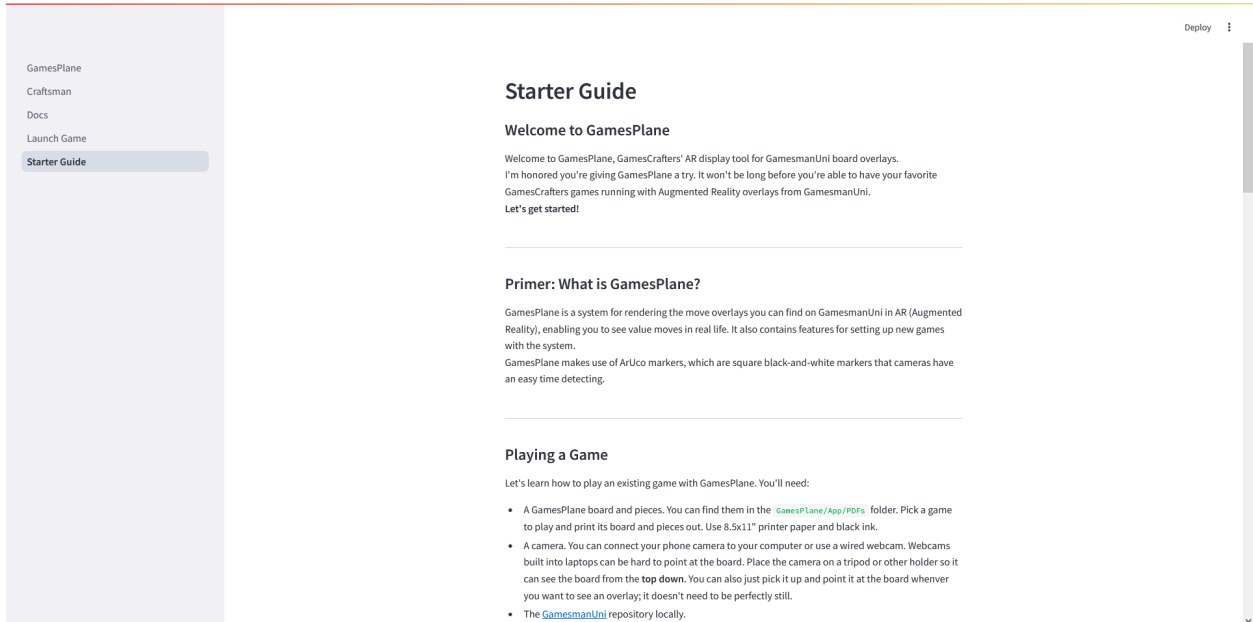 Deploy
GamesPlane
Craftsman
Docs
Launch Game
Starter Guide
Starter Guide
Welcome to GamesPlane
Welcome to GamesPlane, GamesCrafters' AR display tool for GamesmanUni board overlays.
I'm honored you're giving GamesPlane a try. It won't be long before you're able to have your favorite
GamesCrafters games running with Augmented Reality overlays from GamesmanUni.
Let's get started!
Primer: What is GamesPlane?
GamesPlane is a system for rendering the move overlays you can find on GamesmanUni in AR (Augmented
Reality), enabling you to see value moves in real life. It also contains features for setting up new games
with the system.
GamesPlane makes use of ArUco markers, which are square black-and-white markers that cameras have
an easy time detecting.
Playing a Game
Let's learn how to play an existing game with GamesPlane. You'll need:
• A GamesPlane board and pieces. You can find them in the GamesPlane/App/PDFs folder. Pick a game
to play and print its board and pieces out. Use 8.5x11" printer paper and black ink.
• A camera. You can connect your phone camera to your computer or use a wired webcam. Webcams
built into laptops can be hard to point at the board. Place the camera on a tripod or other holder so it
can see the board from the top down. You can also just pick it up and point it at the board whenver
you want to see an overlay; it doesn't need to be perfectly still.
• The GamesmanUni repository locally.